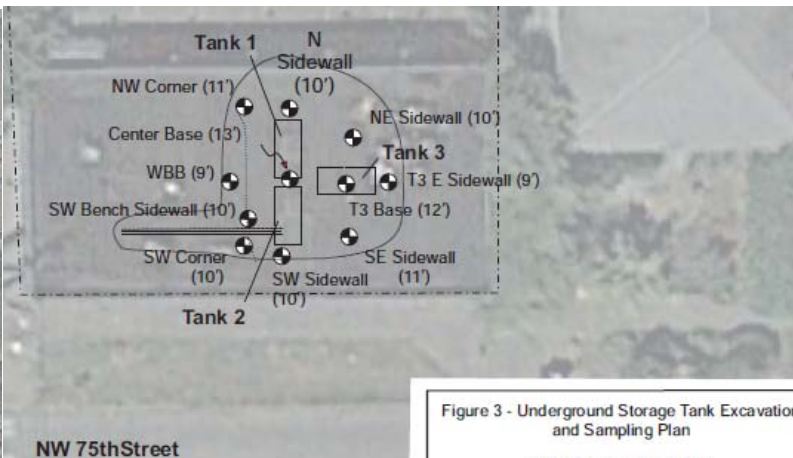 Tank 1
N
Sidewall
(10')
NW Corner (11')
NE Sidewall (10')
Center Base (13')
Tank 3
WBB (9')
T3 E Sidewall (9')
SW Bench Sidewall (10')
T3 Base (12')
SW Corner
(10')
SW Sidewall
(10')
SE Sidewall
(11')
Tank 2
Figure 3 - Underground Storage Tank Excavation
and Sampling Plan
NW 75thStreet